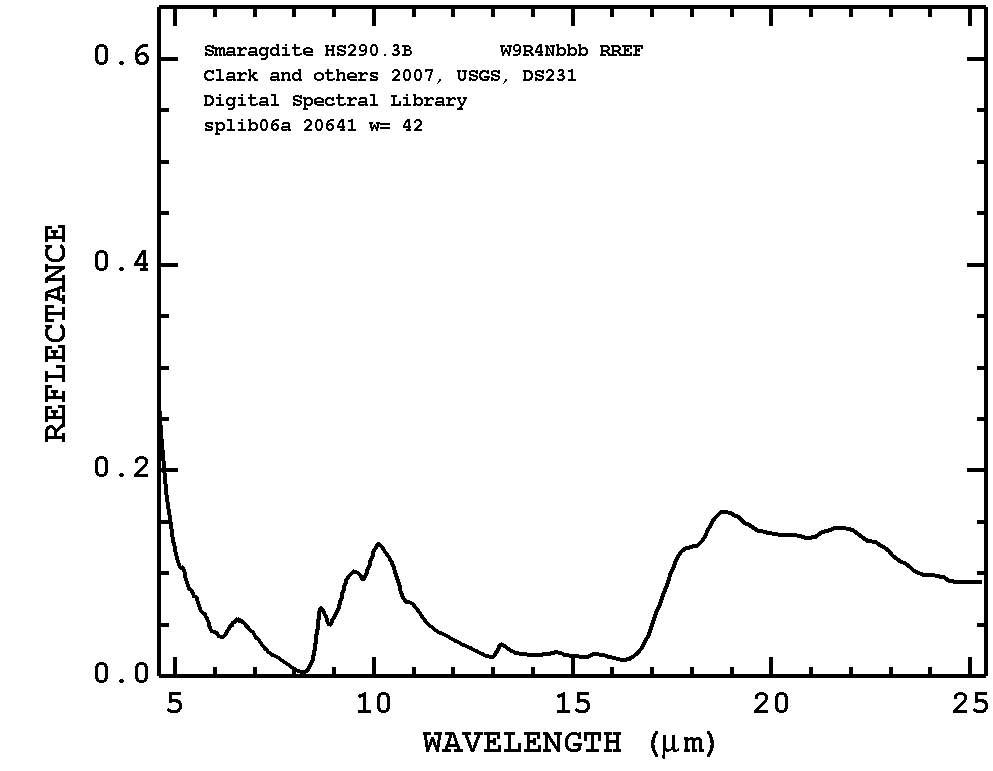 0.6
Smaragdite HS290.3B W9R4Nbbb RREF
Clark and others 2007, USGS, DS231
Digital Spectral Library
splib06a 20641 w= 42
0.4
REFLECTANCE
0.2
0.0
5 10 15 20 25
WAVELENGTH (μm)